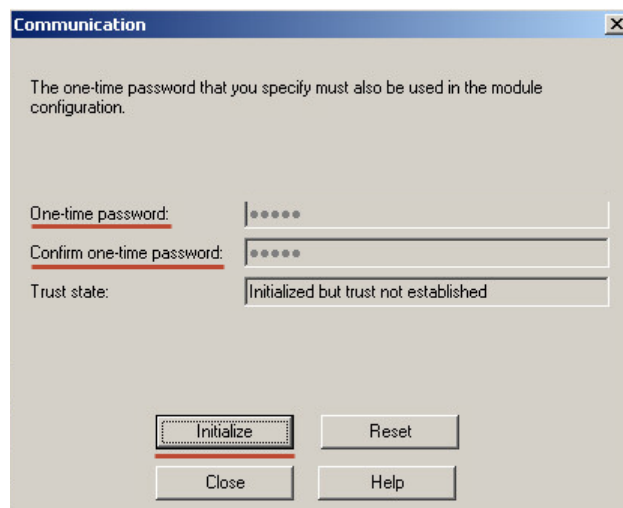 Communication
The one-time password that you specify must also be used in the module
configuration.
One-time password: ●●●●●
Confirm one-time password: ●●●●●
Trust state: Initialized but trust not established
Initialize Reset
Close Help